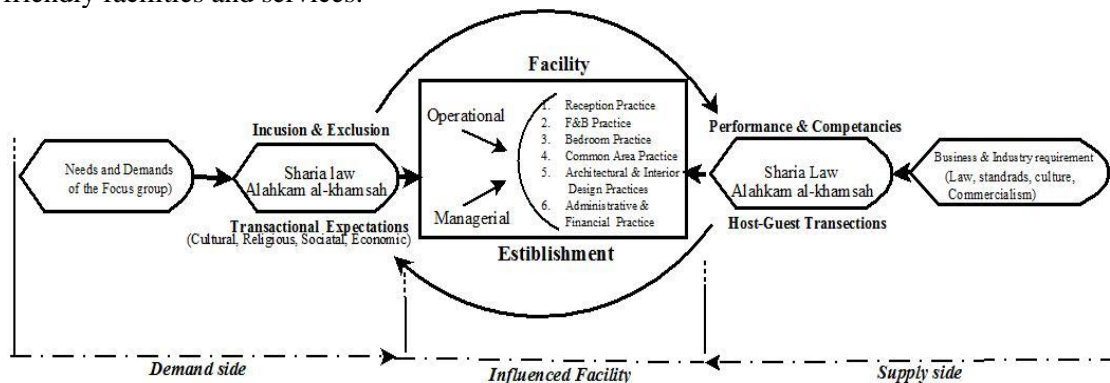 friendly facilities and services.
Facility
Incusion & Exclusion
Performance & Competancies
Needs and Demands
of the Focus group)
Sharia law
Alahkam al-khamsah
Operational
Managerial
1. Reception Practice
2. F&B Practice
3. Bedroom Practice
4. Common Area Practice
5. Architectural & Interior
Design Practices
6. Administrative &
Financial Practice
Sharia Law
Alahkam al-khamsah
Business & Industry requirement
(Law, standrads, culture,
Commercialism)
Transactional Expectations
(Cultural, Religious, Sociatal, Economic)
Estiblishment
Host-Guest Transections
Demand side
Influenced Facility
Supply side